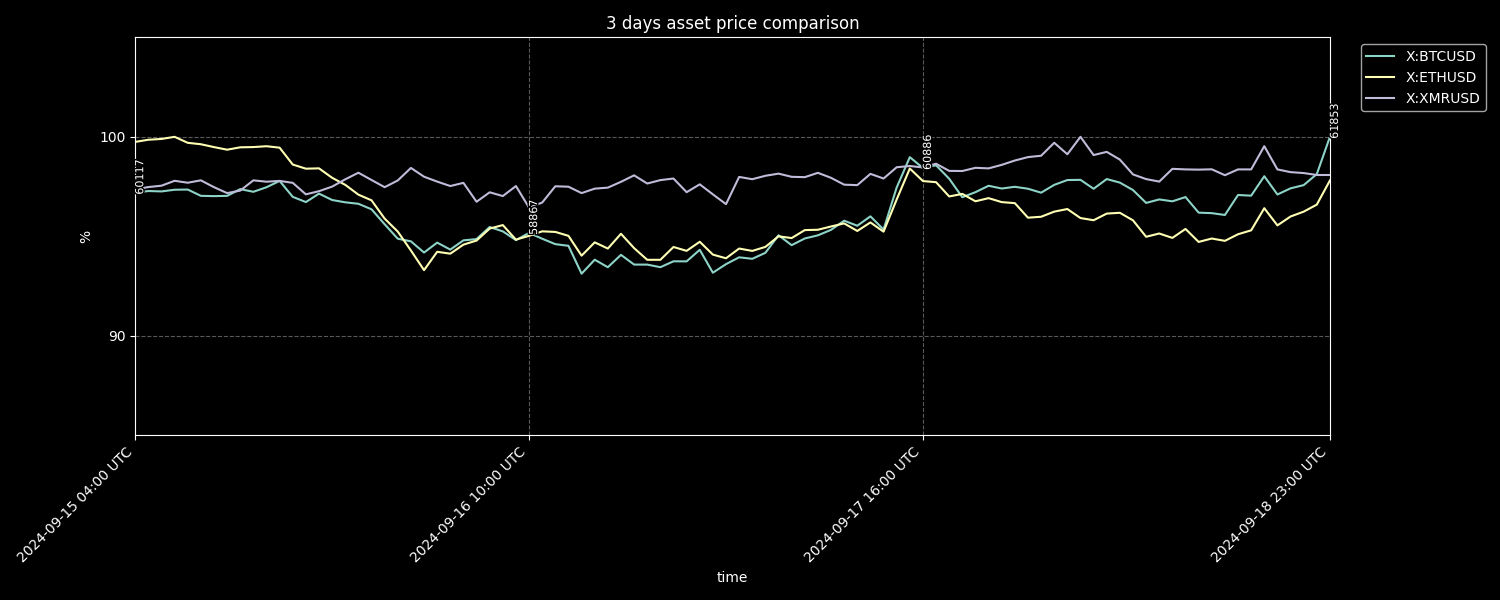 3 days asset price comparison
X:BTCUSD
X:ETHUSD
X:XMRUSD
100
90
%
60117
58867
60886
61853
2024-09-15 04:00 UTC
2024-09-16 10:00 UTC
2024-09-17 16:00 UTC
2024-09-18 23:00 UTC
time